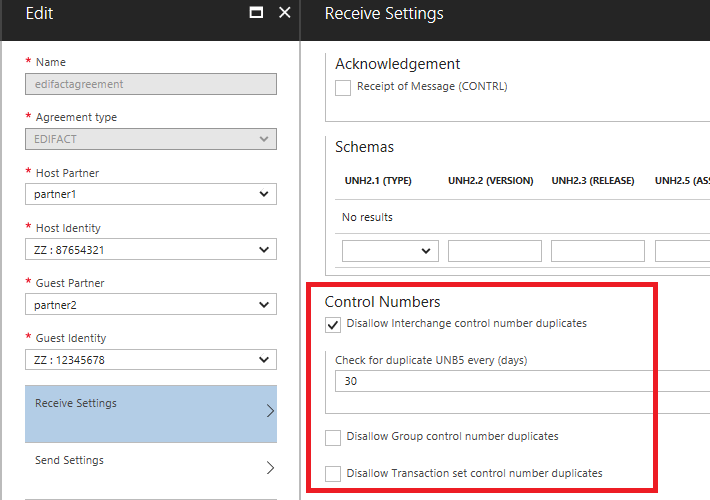 Edit
* Name
edifactagreement
* Agreement type
EDIFACT
* Host Partner
partner1
* Host Identity
ZZ : 87654321
* Guest Partner
partner2
* Guest Identity
ZZ : 12345678
Receive Settings
Send Settings
Receive Settings
Acknowledgement
Receipt of Message (CONTRL)
Schemas
UNH2.1 (TYPE) UNH2.2 (VERSION) UNH2.3 (RELEASE) UNH2.5 (ASS
No results
Control Numbers
Disallow Interchange control number duplicates
Check for duplicate UNB5 every (days)
30
Disallow Group control number duplicates
Disallow Transaction set control number duplicates